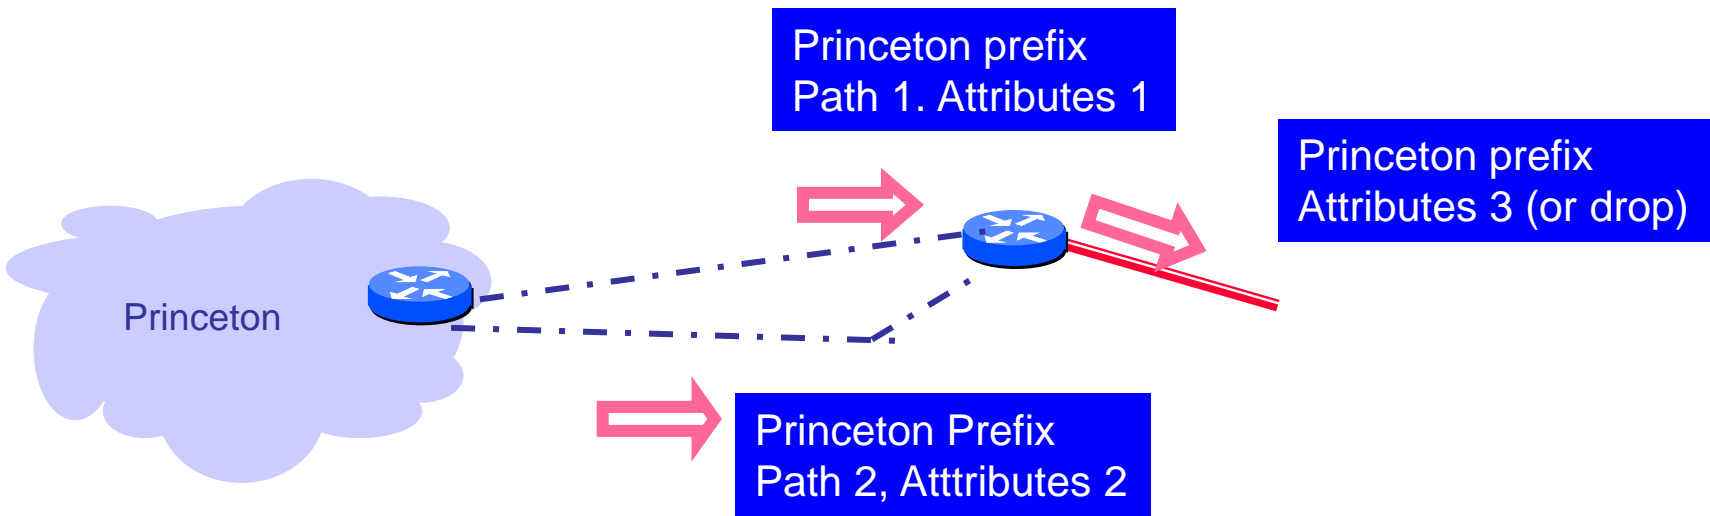 Princeton prefix
Path 1. Attributes 1
Princeton prefix
Attributes 3 (or drop)
Princeton
Princeton Prefix
Path 2, Atttributes 2